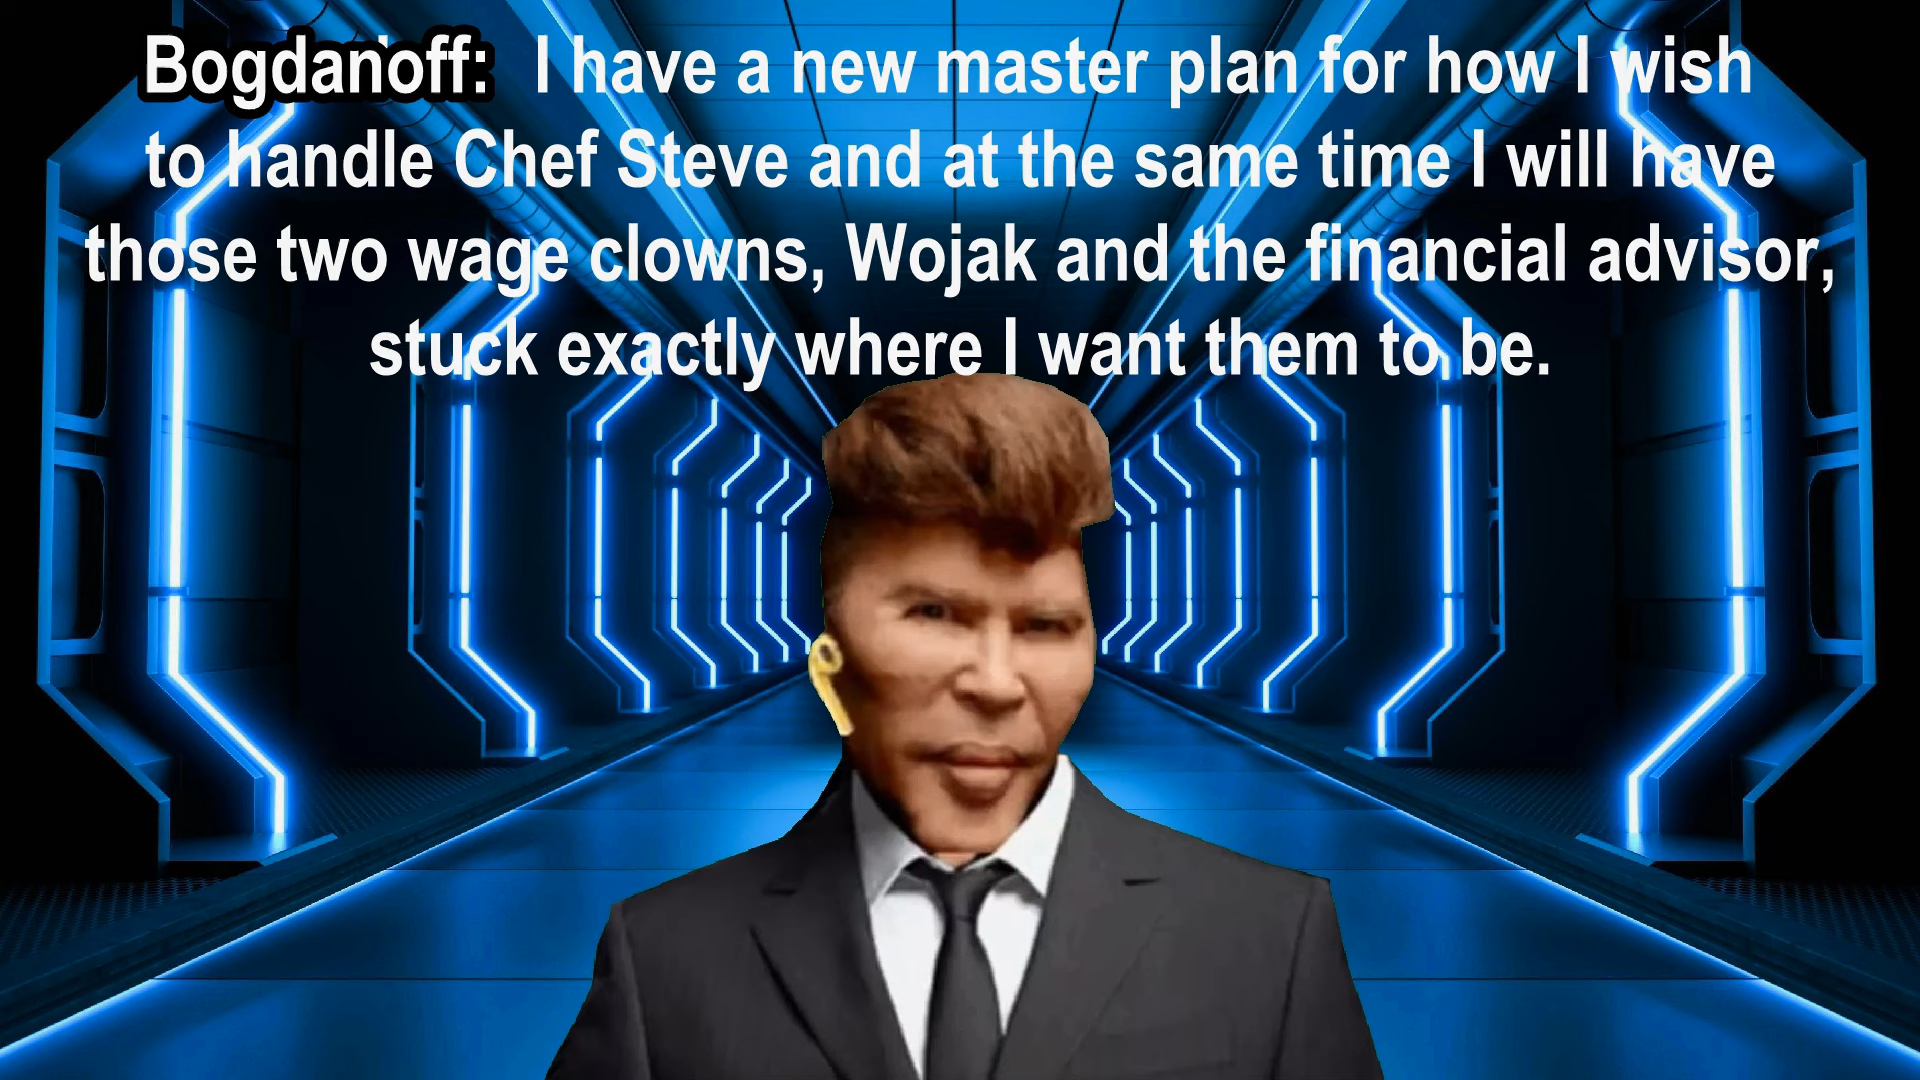 Bogdanoff: I have a new master plan for how I wish
to handle Chef Steve and at the same time I will have
those two wage clowns, Wojak and the financial advisor,
stuck exactly where I want them to be.